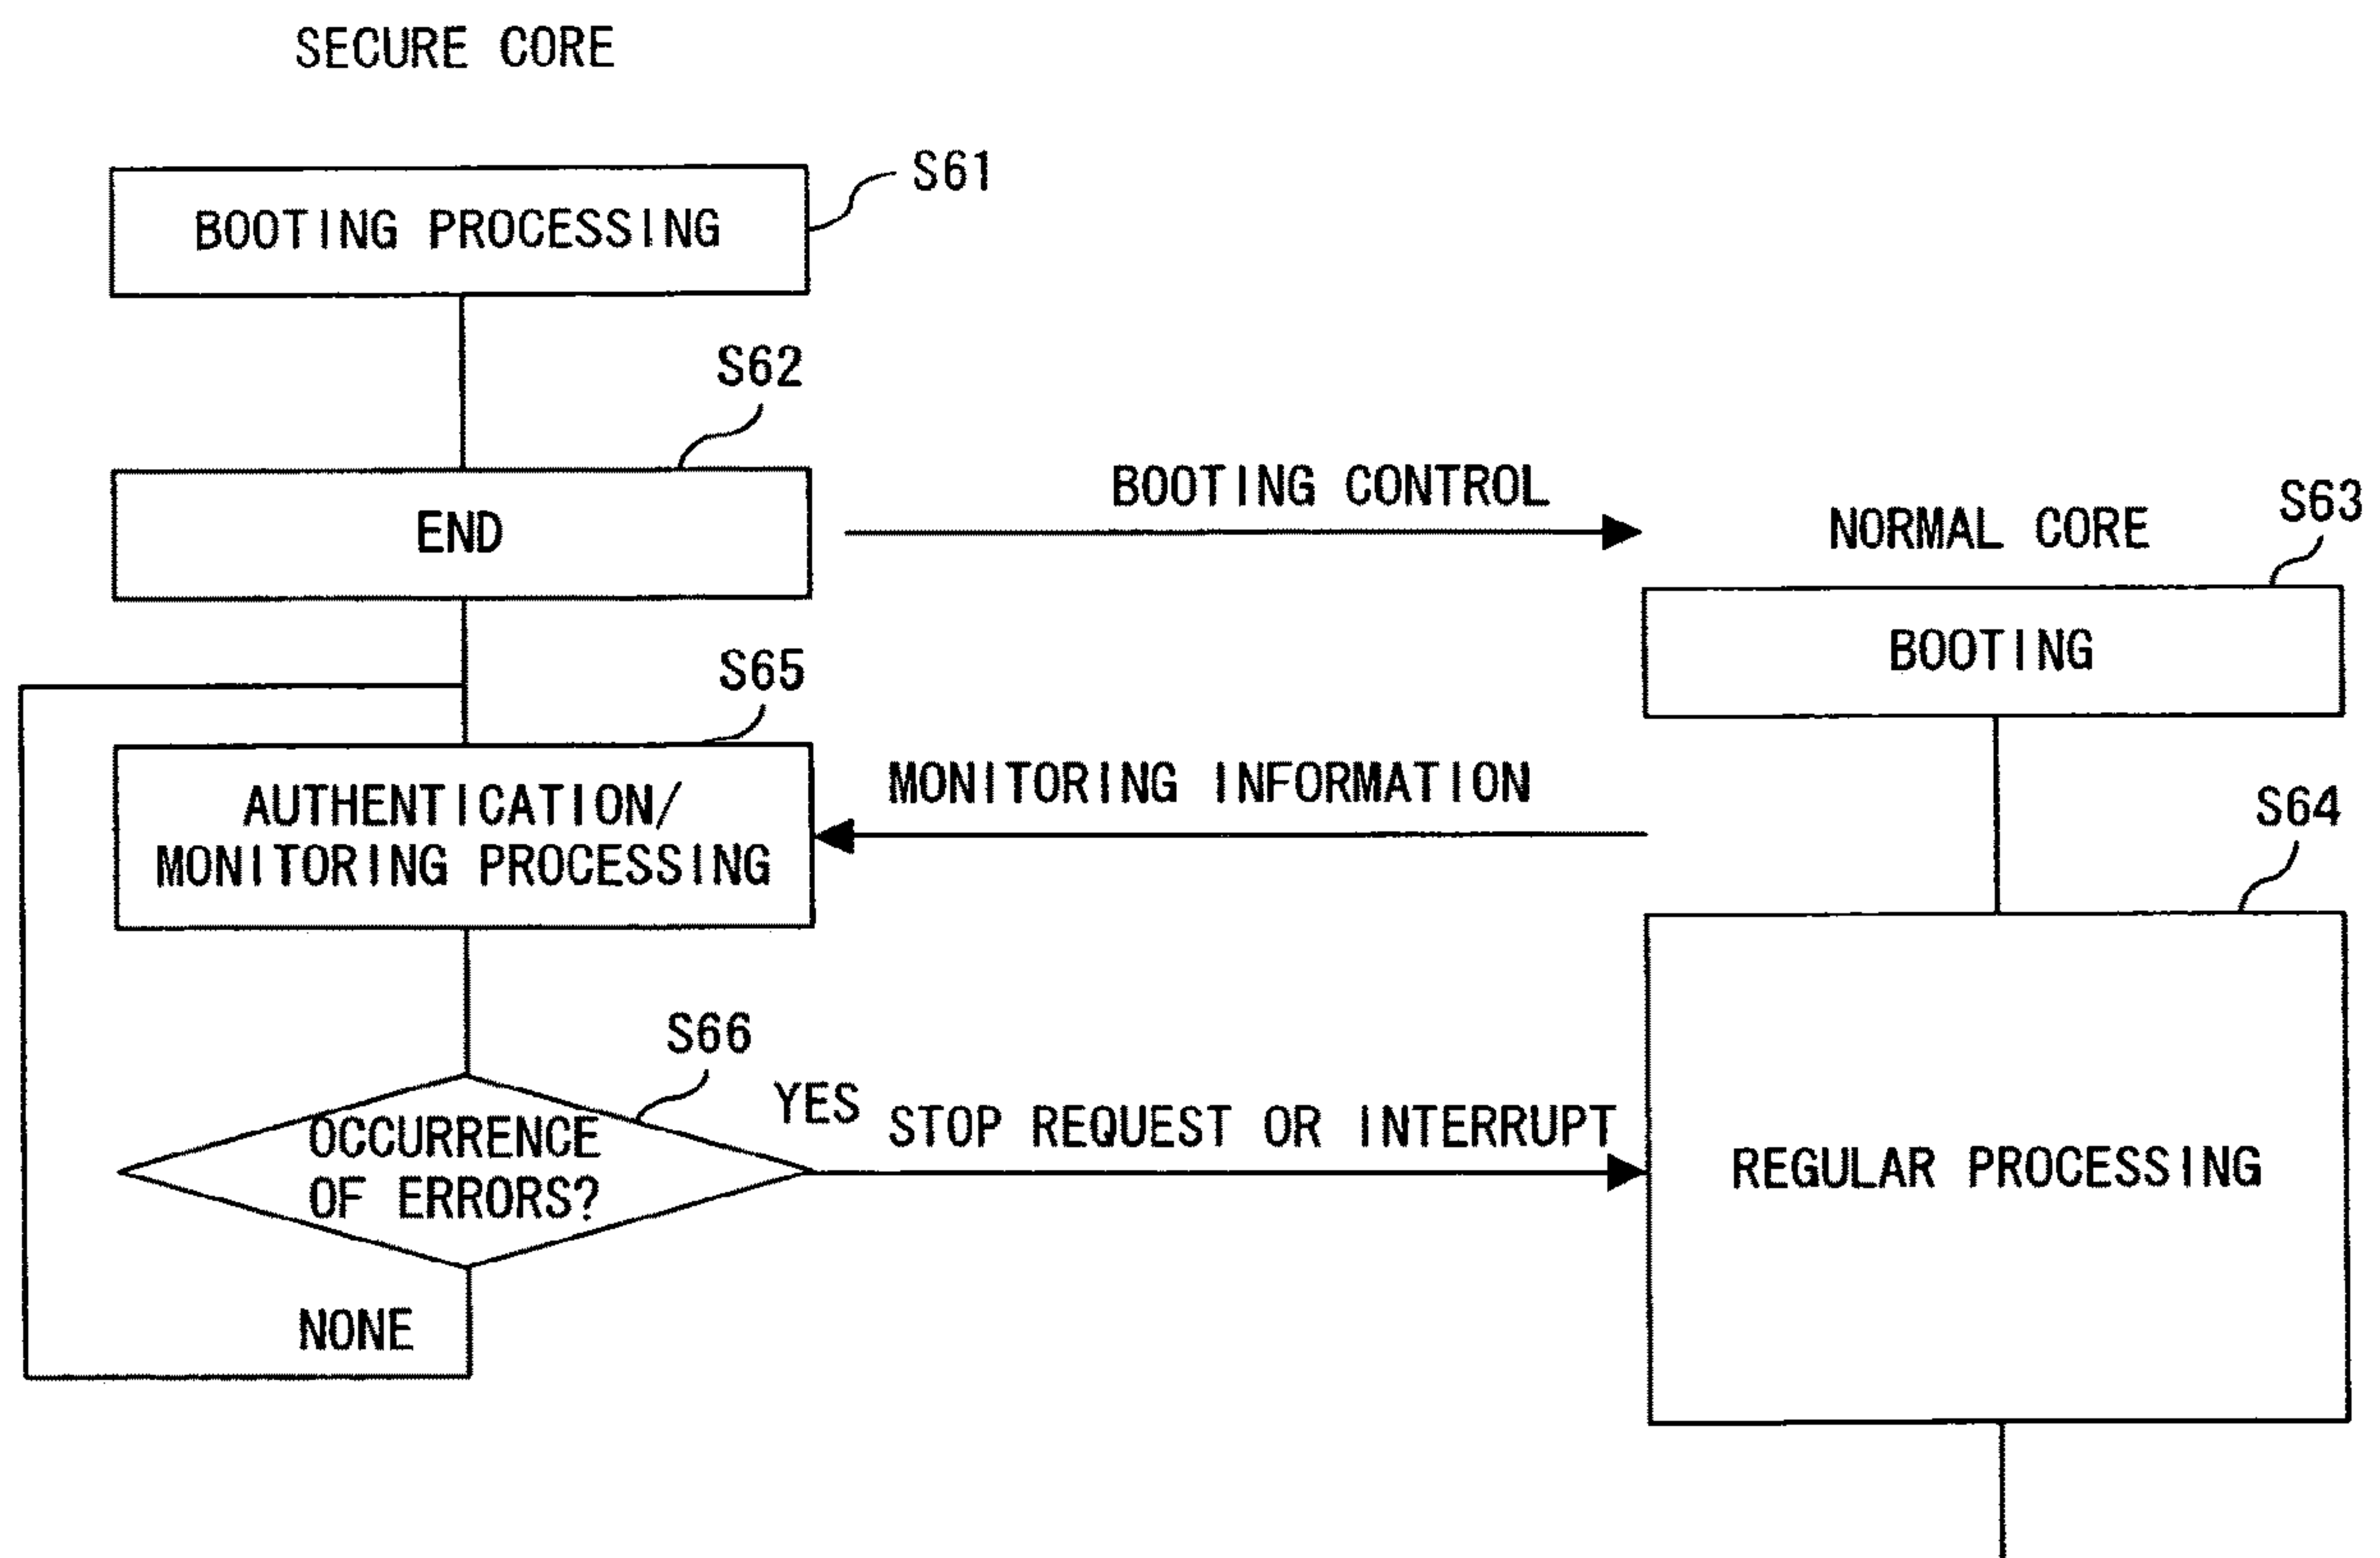 SECURE CORE
S61
BOOTING PROCESSING
S62
END
BOOTING CONTROL
NORMAL CORE
S63
BOOTING
S65
AUTHENTICATION/
MONITORING PROCESSING
MONITORING INFORMATION
S64
S66
OCCURRENCE
OF ERRORS?
YES
STOP REQUEST OR INTERRUPT
REGULAR PROCESSING
NONE